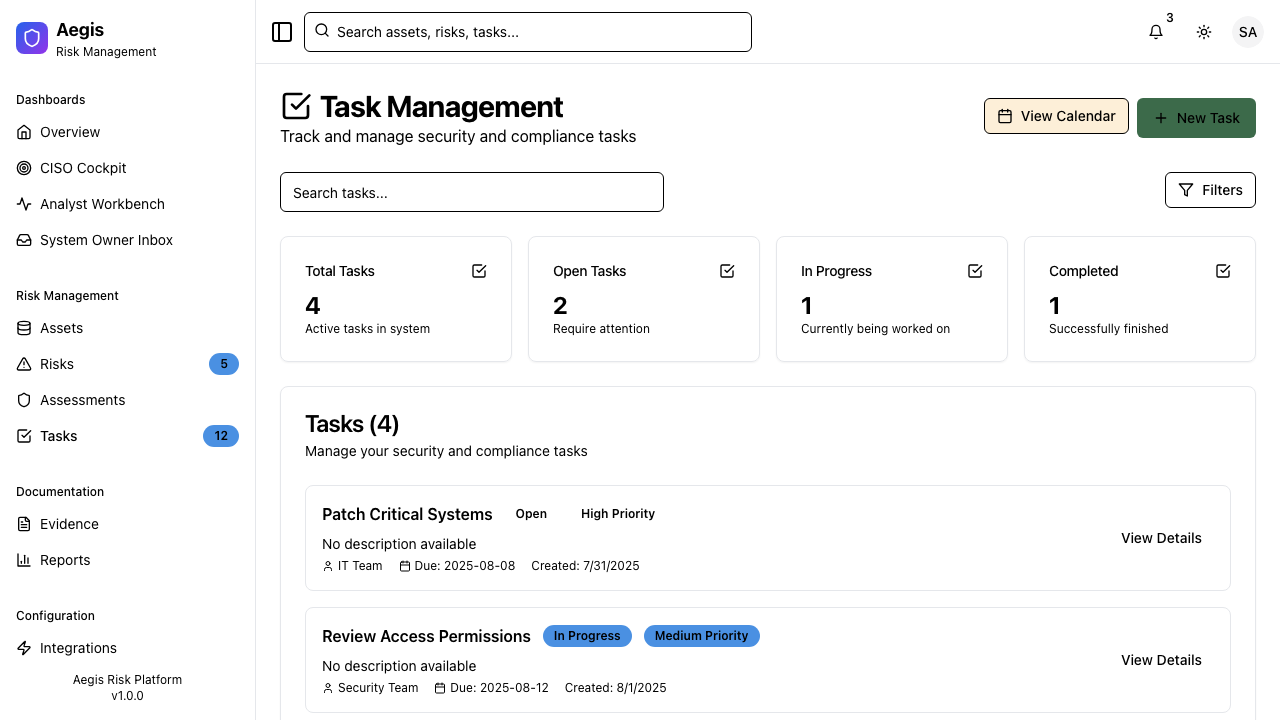 Aegis
Risk Management
Dashboards
Overview
CISO Cockpit
Analyst Workbench
System Owner Inbox
Risk Management
Assets
Risks 5
Assessments
Tasks 12
Documentation
Evidence
Reports
Configuration
Integrations
Aegis Risk Platform
v1.0.0
Search assets, risks, tasks...
3
SA
Task Management
Track and manage security and compliance tasks
View Calendar
New Task
Search tasks...
Filters
Total Tasks
4
Active tasks in system
Open Tasks
2
Require attention
In Progress
1
Currently being worked on
Completed
1
Successfully finished
Tasks (4)
Manage your security and compliance tasks
Patch Critical Systems Open High Priority
No description available
IT Team Due: 2025-08-08 Created: 7/31/2025
View Details
Review Access Permissions In Progress Medium Priority
No description available
Security Team Due: 2025-08-12 Created: 8/1/2025
View Details